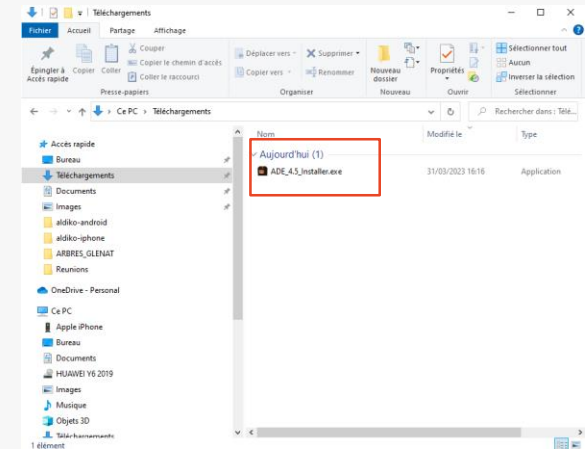 Téléchargements
Fichier Accueil Partage Affichage
Épingler à Accès rapide
Copier
Coller
Couper
Copier le chemin d'accès
Coller le raccourci
Presse-papiers
Déplacer vers
Copier vers
Supprimer
Renommer
Organiser
Nouveau dossier
Nouveau
Propriétés
Ouvrir
Sélectionner tout
Aucun
Inverser la sélection
Sélectionner
Ce PC > Téléchargements
Rechercher dans : Télé...
Nom Modifié le Type
Aujourd'hui (1)
ADE_4.5_Installer.exe 31/03/2023 16:16 Application
Accès rapide
Bureau
Téléchargements
Documents
Images
aldiko-android
aldiko-iphone
ARBRES_GLENAT
Reunions
OneDrive - Personal
Ce PC
Apple iPhone
Bureau
Documents
HUAWEI Y6 2019
Images
Musique
Objets 3D
Téléchargements
1 élément